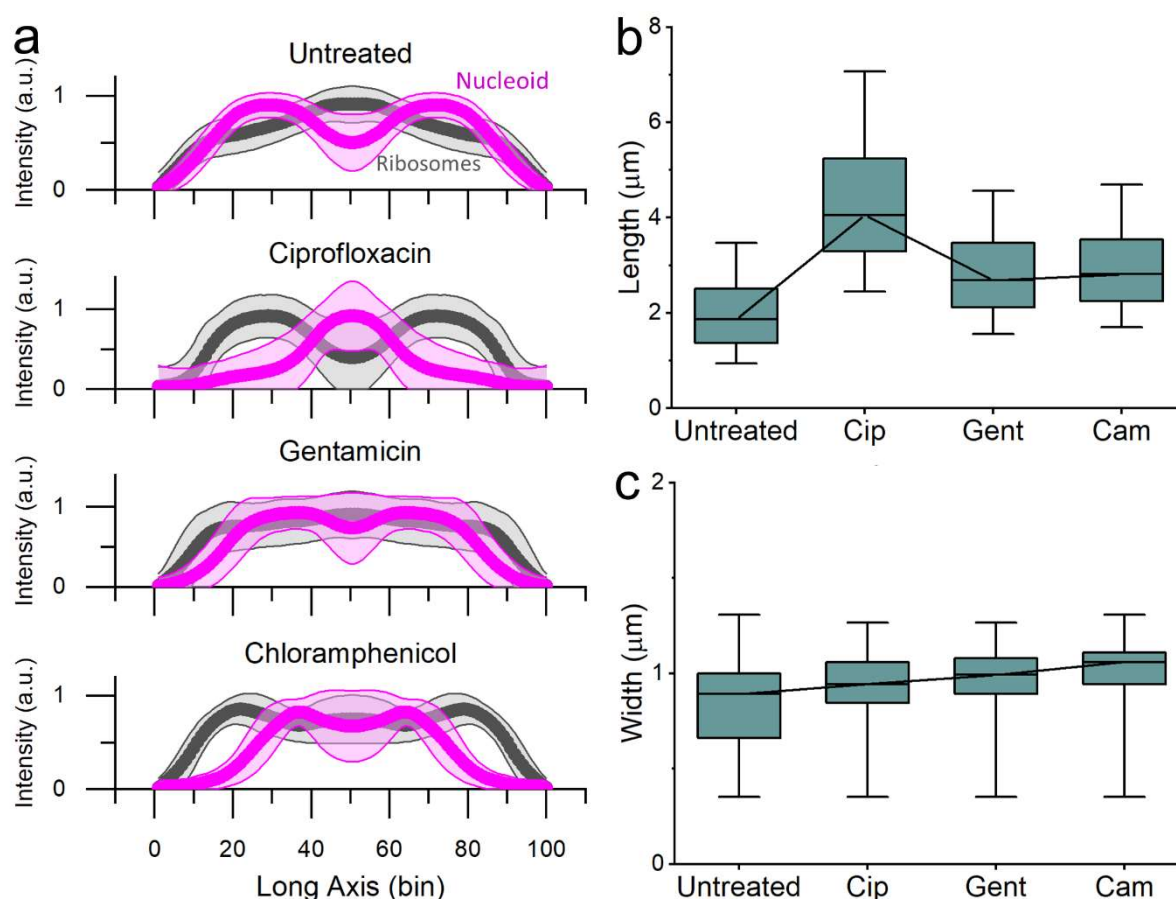 a
Untreated
Intensity (a.u.)
1
0
Nucleoid
Ribosomes
Ciprofloxacin
Intensity (a.u.)
1
0
Gentamicin
Intensity (a.u.)
1
0
Chloramphenicol
Intensity (a.u.)
1
0
0 20 40 60 80 100
Long Axis (bin)
b
Length (μm)
8
6
4
2
0
Untreated Cip Gent Cam
c
Width (μm)
2
1
0
Untreated Cip Gent Cam